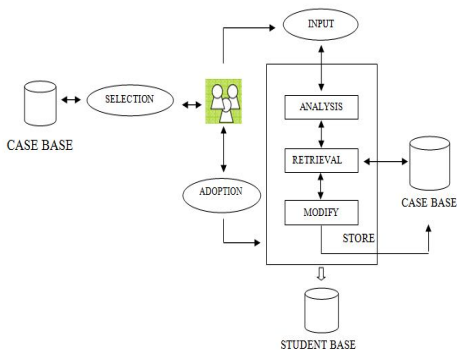 INPUT
SELECTION
ANALYSIS
CASE BASE
RETRIEVAL
ADOPTION
CASE BASE
MODIFY
STORE
STUDENT BASE